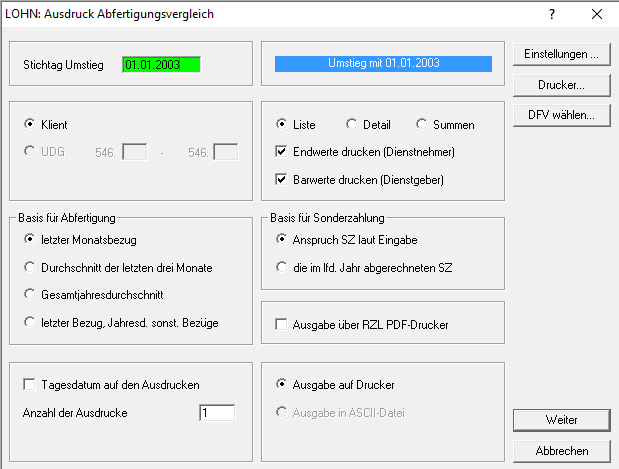 LOHN: Ausdruck Abfertigungsvergleich
Stichtag Umstieg 01.01.2003
Umstieg mit 01.01.2003
Einstellungen ...
Drucker...
DFV wählen...
Klient
UDG 546. - 546.
Liste Detail Summen
Endwerte drucken (Dienstnehmer)
Barwerte drucken (Dienstgeber)
Basis für Abfertigung
letzter Monatsbezug
Durchschnitt der letzten drei Monate
Gesamtjahresdurchschnitt
letzter Bezug, Jahresd. sonst. Bezüge
Basis für Sonderzahlung
Anspruch SZ laut Eingabe
die im lfd. Jahr abgerechneten SZ
Ausgabe über RZL PDF-Drucker
Tagesdatum auf den Ausdrucken
Anzahl der Ausdrucke 1
Ausgabe auf Drucker
Ausgabe in ASCII-Datei
Weiter
Abbrechen